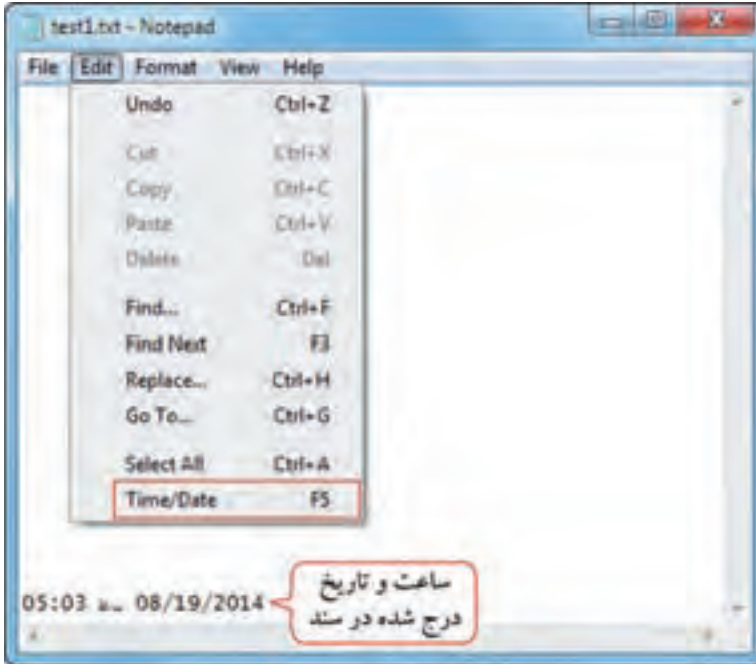 test1.txt - Notepad
File Edit Format View Help
Undo Ctrl+Z
Cut Ctrl+X
Copy Ctrl+C
Paste Ctrl+V
Delete Del
Find... Ctrl+F
Find Next F3
Replace... Ctrl+H
Go To... Ctrl+G
Select All Ctrl+A
Time/Date F5
ساعت و تاریخ
درج شده در سند
05:03 08/19/2014